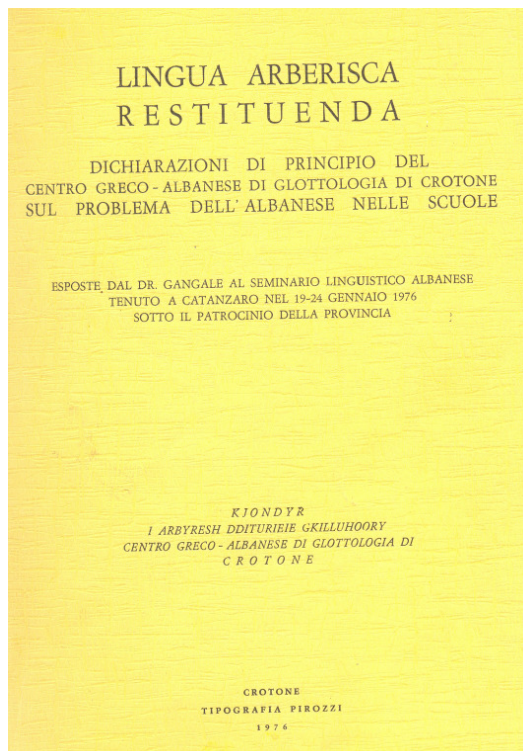 LINGUA ARBERISCA
RESTITUENDA
DICHIARAZIONI DI PRINCIPIO DEL
CENTRO GRECO-ALBANESE DI GLOTTOLOGIA DI CROTONE
SUL PROBLEMA DELL'ALBANESE NELLE SCUOLE
ESPOSTE DAL DR. GANGALE AL SEMINARIO LINGUISTICO ALBANESE
TENUTO A CATANZARO NEL 19-24 GENNAIO 1976
SOTTO IL PATROCINIO DELLA PROVINCIA
KJONDYR
I ARBYRESH DDITURIEIE GKILLUHOORY
CENTRO GRECO-ALBANESE DI GLOTTOLOGIA DI
CROTONE
CROTONE
TIPOGRAFIA PIROZZI
1976